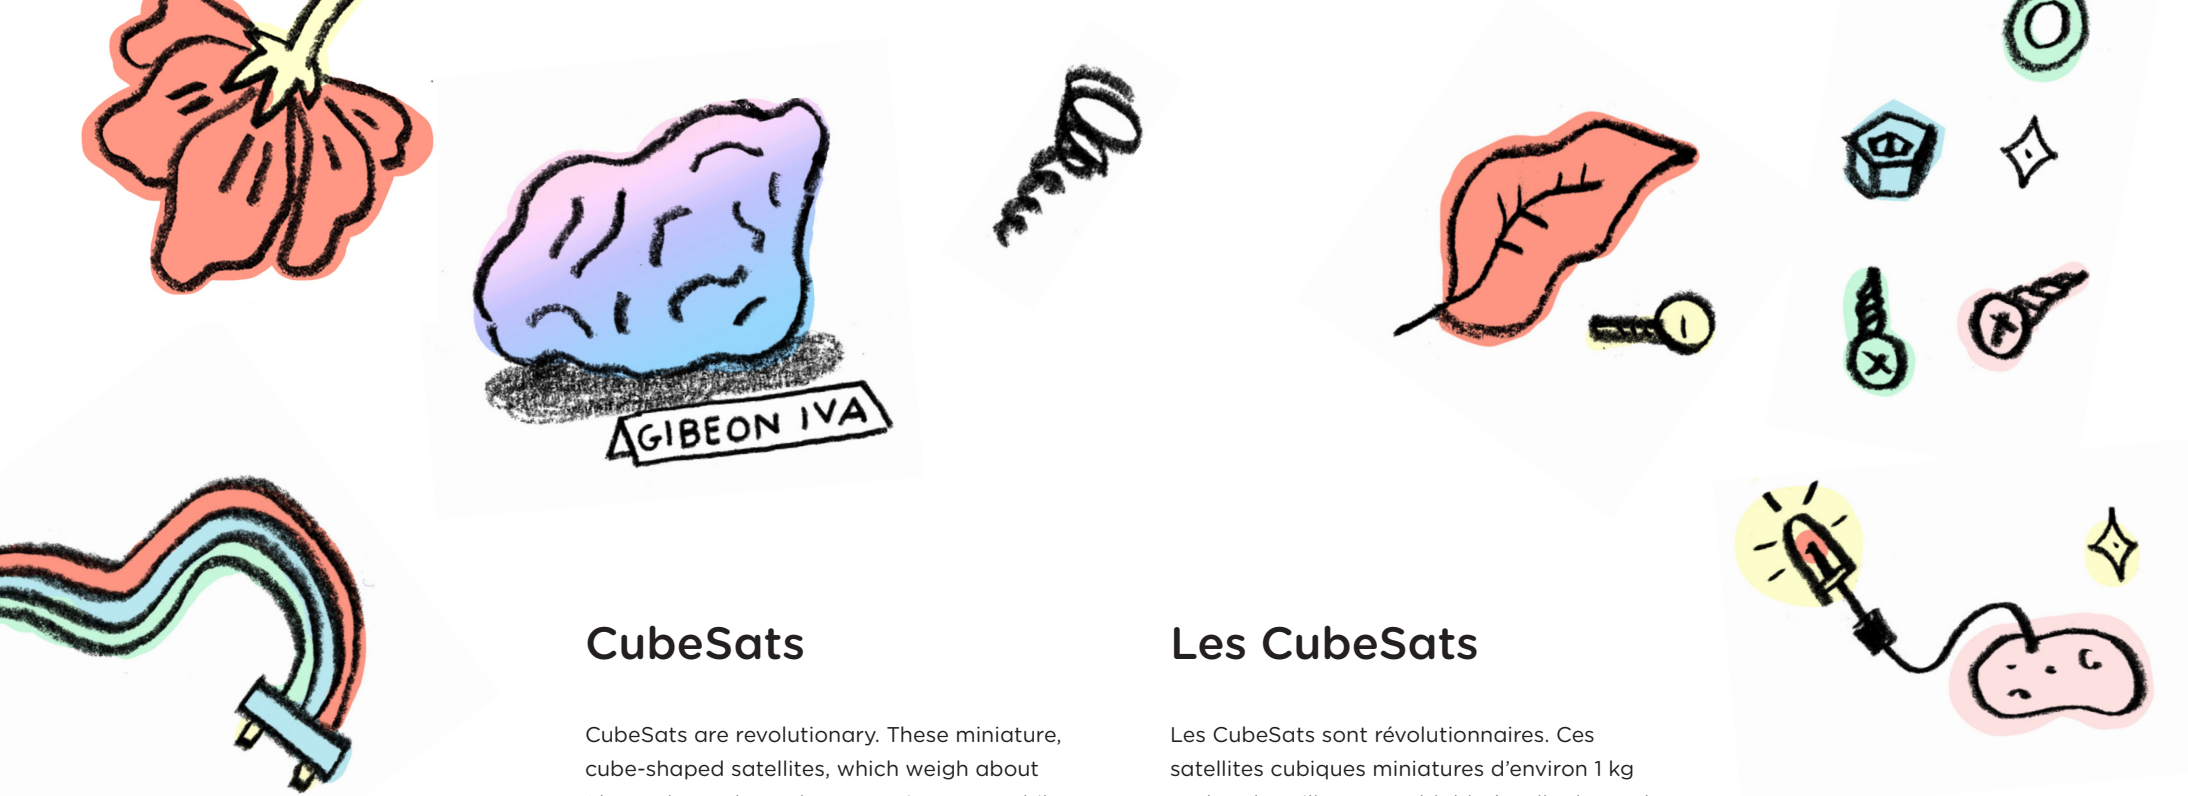 GIBEON IVA
CubeSats
CubeSats are revolutionary. These miniature,
cube-shaped satellites, which weigh about
Les CubeSats
Les CubeSats sont révolutionnaires. Ces
satellites cubiques miniatures d’environ 1 kg